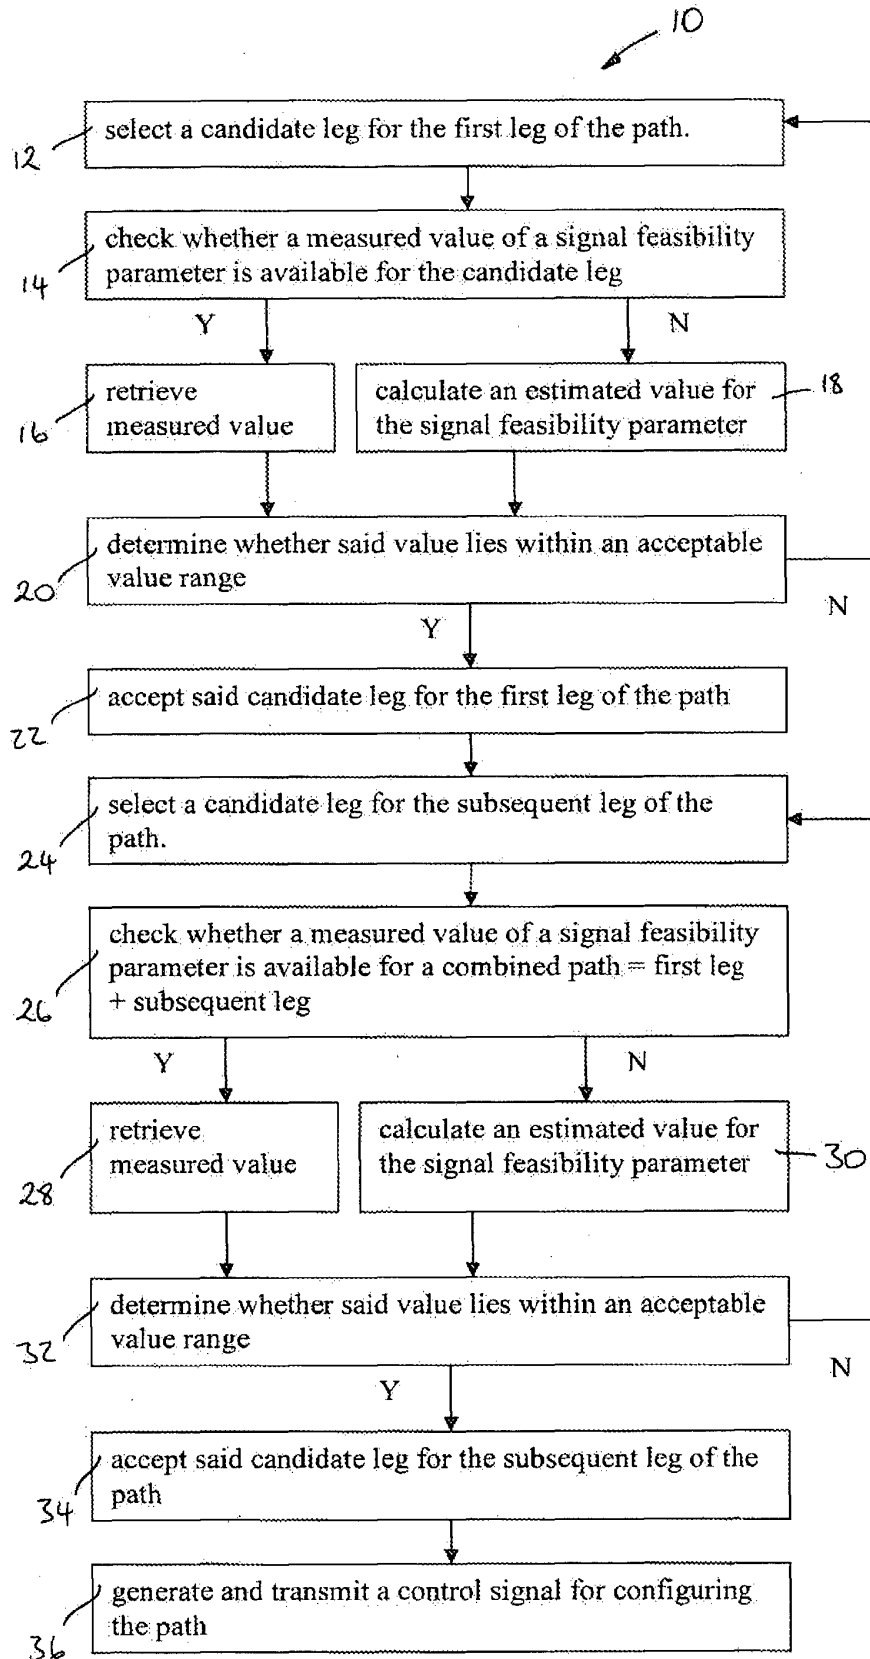 10
select a candidate leg for the first leg of the path.
12
check whether a measured value of a signal feasibility
parameter is available for the candidate leg
14
Y
N
retrieve
measured value
16
calculate an estimated value for
the signal feasibility parameter
18
determine whether said value lies within an acceptable
value range
20
N
Y
accept said candidate leg for the first leg of the path
22
select a candidate leg for the subsequent leg of the
path.
24
check whether a measured value of a signal feasibility
parameter is available for a combined path = first leg
+ subsequent leg
26
Y
N
retrieve
measured value
28
calculate an estimated value for
the signal feasibility parameter
30
determine whether said value lies within an acceptable
value range
32
N
Y
accept said candidate leg for the subsequent leg of the
path
34
generate and transmit a control signal for configuring
the path
36